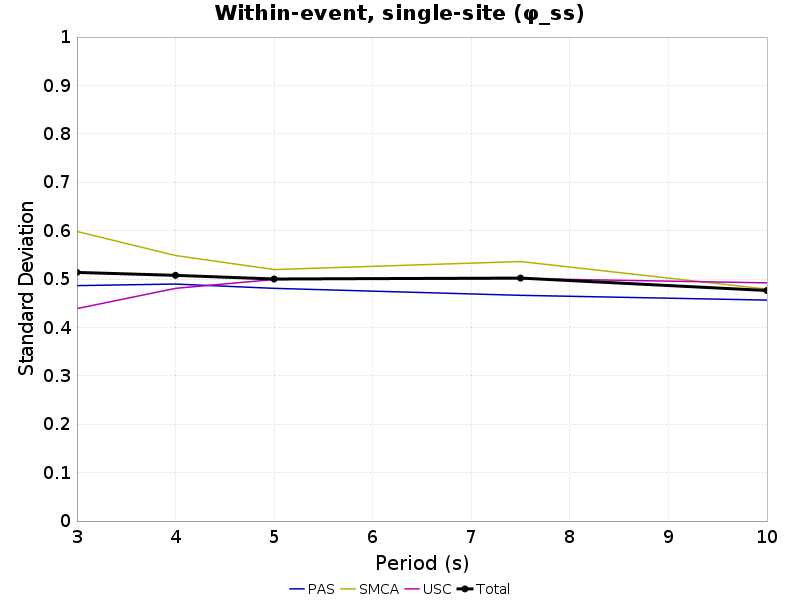 Within-event, single-site (φ_ss)
1
0.9
0.8
0.7
0.6
0.5
0.4
0.3
0.2
0.1
0
Standard Deviation
3 4 5 6 7 8 9 10
Period (s)
PAS SMCA USC Total